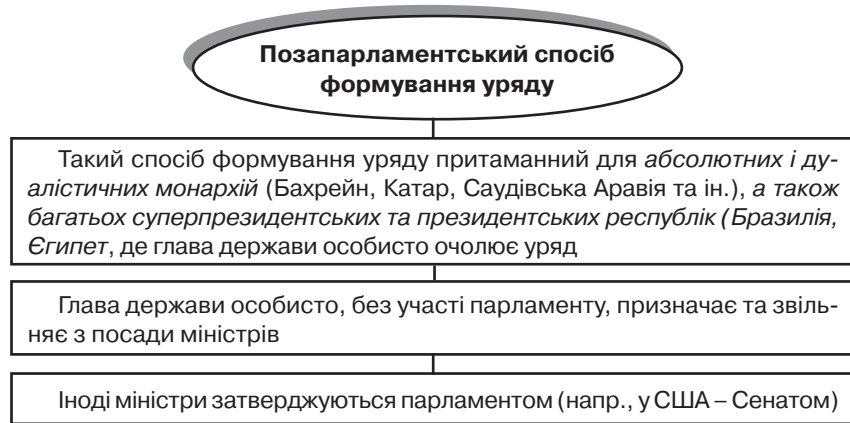 Позапарламентський спосіб
формування уряду
Такий спосіб формування уряду притаманний для абсолютних і ду-
алістичних монархій (Бахрейн, Катар, Саудівська Аравія та ін.), а також
багатьох суперпрезидентських та президентських республік (Бразилія,
Єгипет, де глава держави особисто очолює уряд
Глава держави особисто, без участі парламенту, призначає та звіль-
няє з посади міністрів
Іноді міністри затверджуються парламентом (напр., у США – Сенатом)